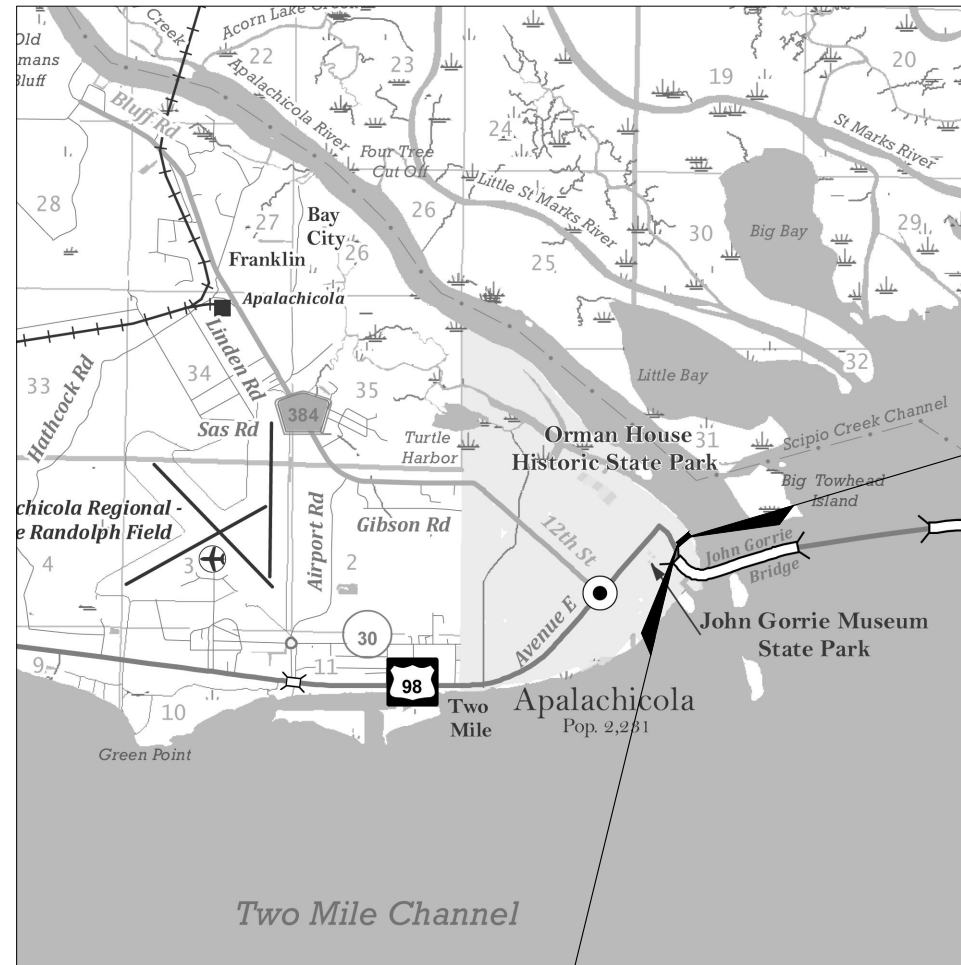 Old
mans
Bluff
Creek
Acorn Lake Creek
22
23
19
20
Bluff Rd
Apalachicola River
24
St Marks River
Four Tree
Cut Off
Little St Marks River
28
27
Bay
City
26
26
30
29
Big Bay
Franklin
25
Apalachicola
Linden Rd
32
33
Hathcock Rd
34
35
Little Bay
384
Sas Rd
Turtle
Harbor
Orman House
Historic State Park
31
Scipio Creek Channel
Big Towhead
Island
chicola Regional -
e Randolph Field
Airport Rd
Gibson Rd
12th St
John Gorrie
Bridge
4
3
2
30
Avenue E
John Gorrie Museum
State Park
9
11
98
10
Two
Mile
Apalachicola
Pop. 2,231
Green Point
Two Mile Channel